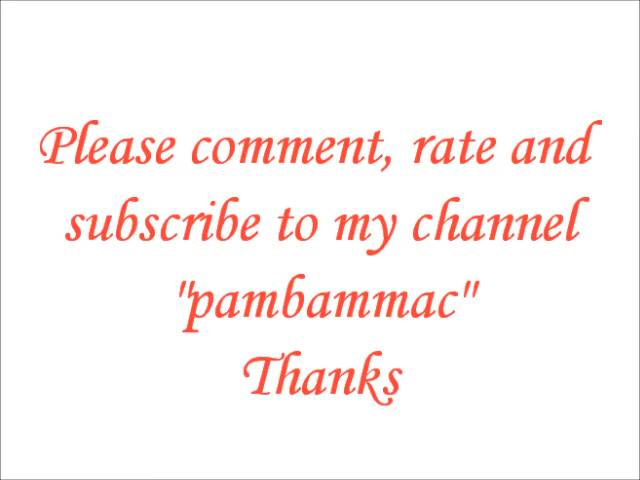 Please comment, rate and
subscribe to my channel
"pambammac"
Thanks